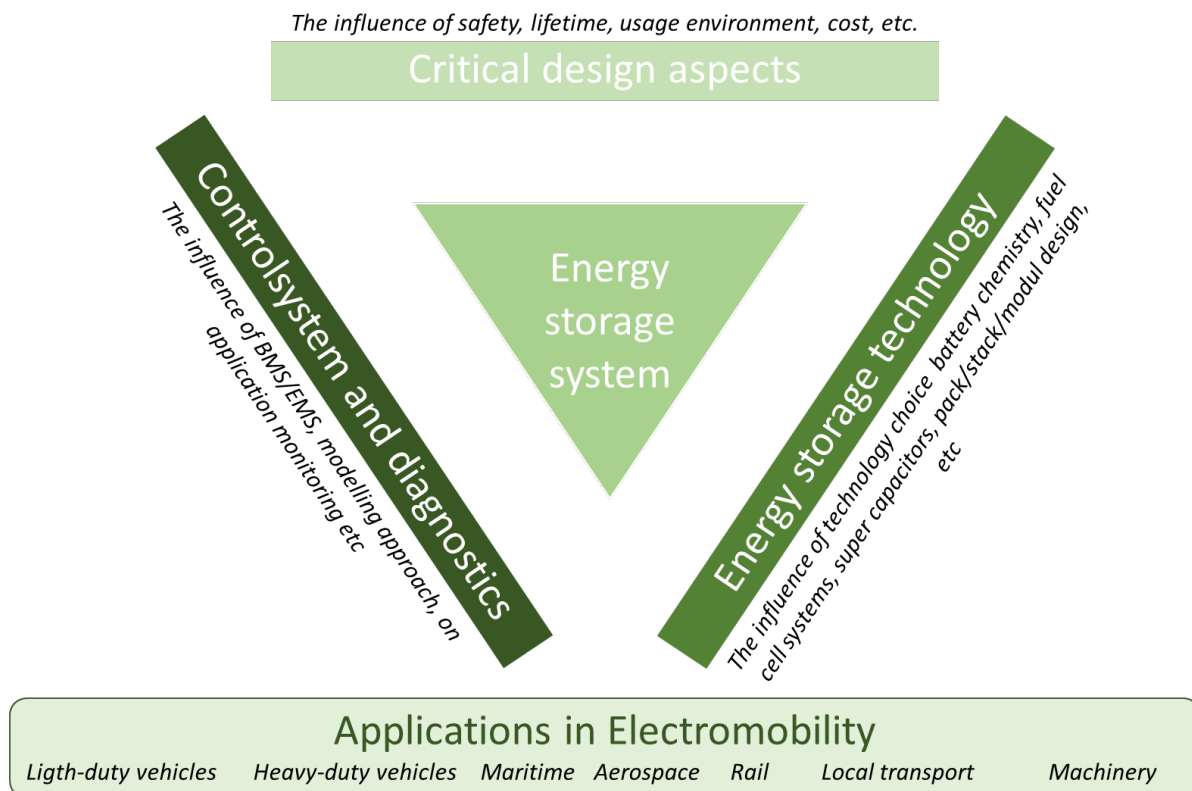 The influence of safety, lifetime, usage environment, cost, etc.
Critical design aspects
Controlsystem and diagnostics
The influence of BMS/EMS, modelling approach, on
application monitoring etc
Energy
storage
system
Energy storage technology
The influence of technology choice battery chemistry, fuel
cell systems, super capacitors, pack/stack/modul design,
etc
Applications in Electromobility
Ligth-duty vehicles Heavy-duty vehicles Maritime Aerospace Rail Local transport Machinery